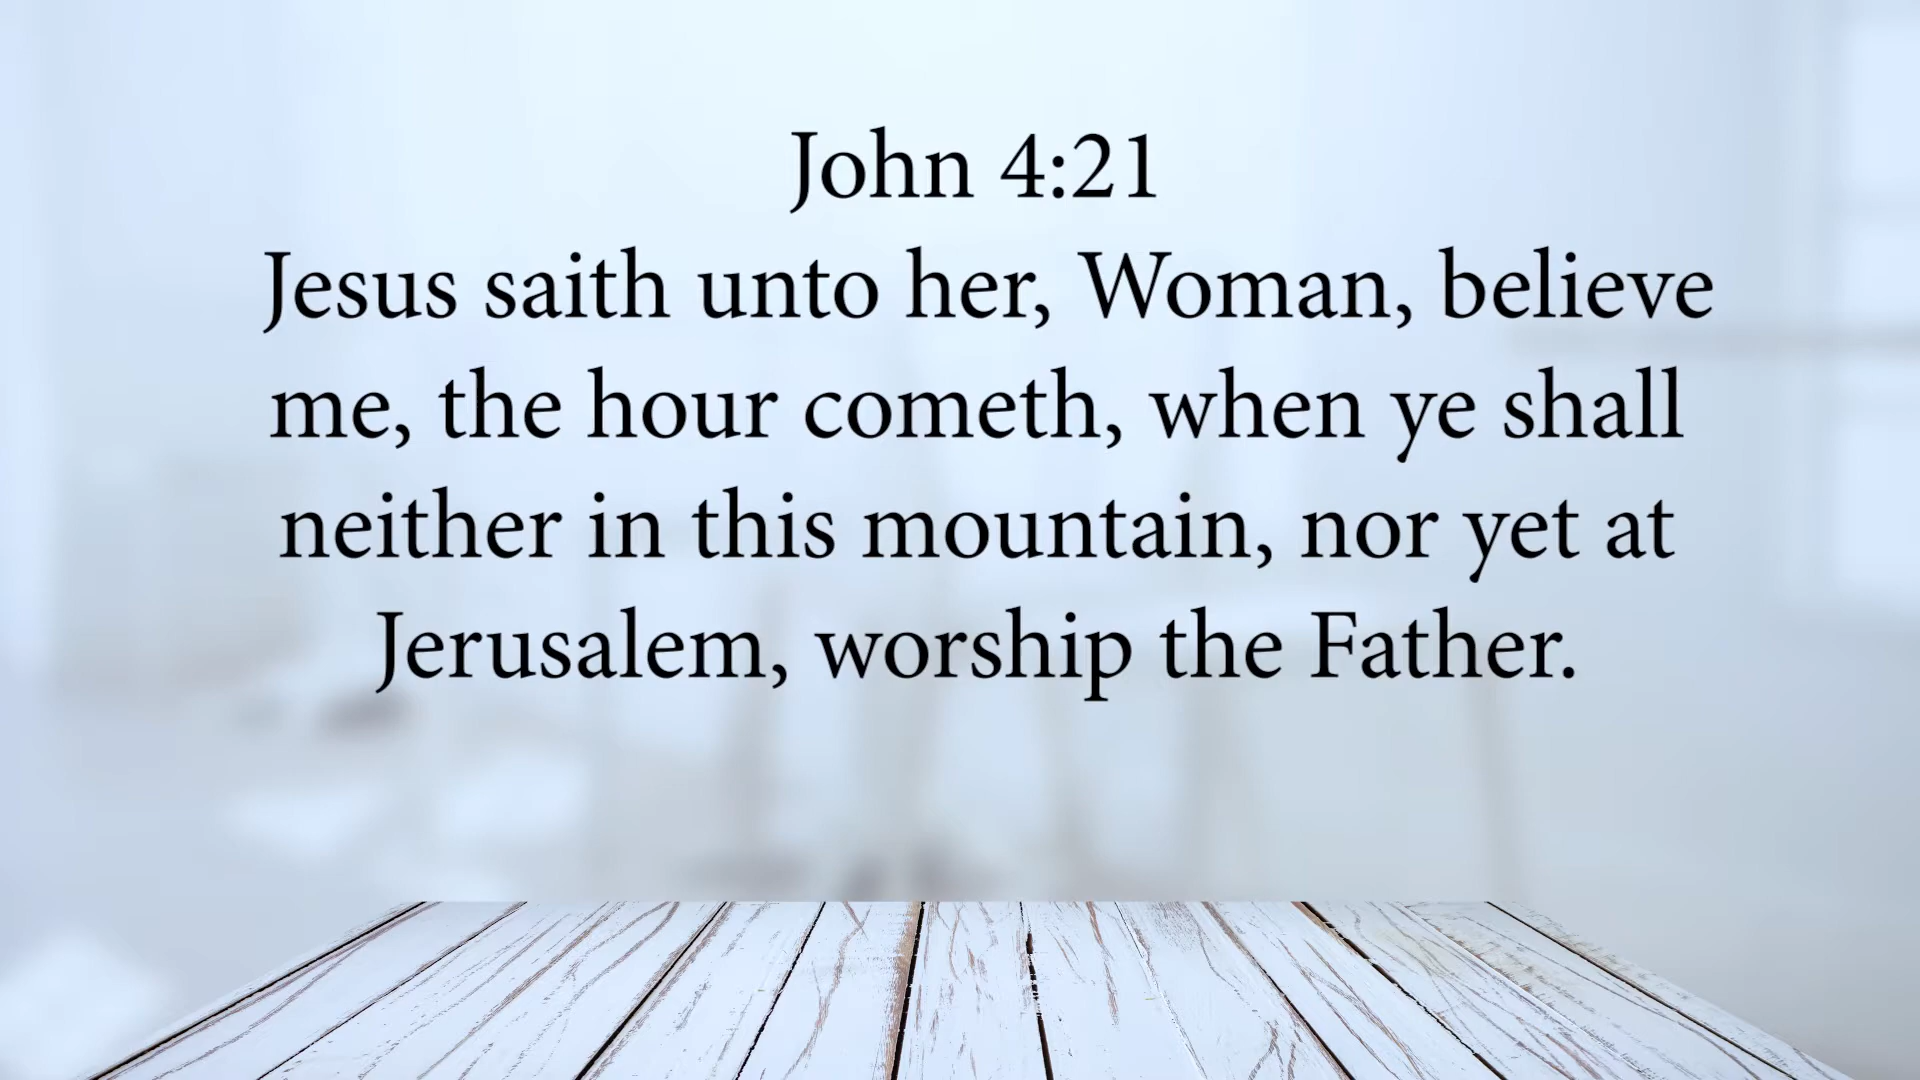 John 4:21
Jesus saith unto her, Woman, believe
me, the hour cometh, when ye shall
neither in this mountain, nor yet at
Jerusalem, worship the Father.